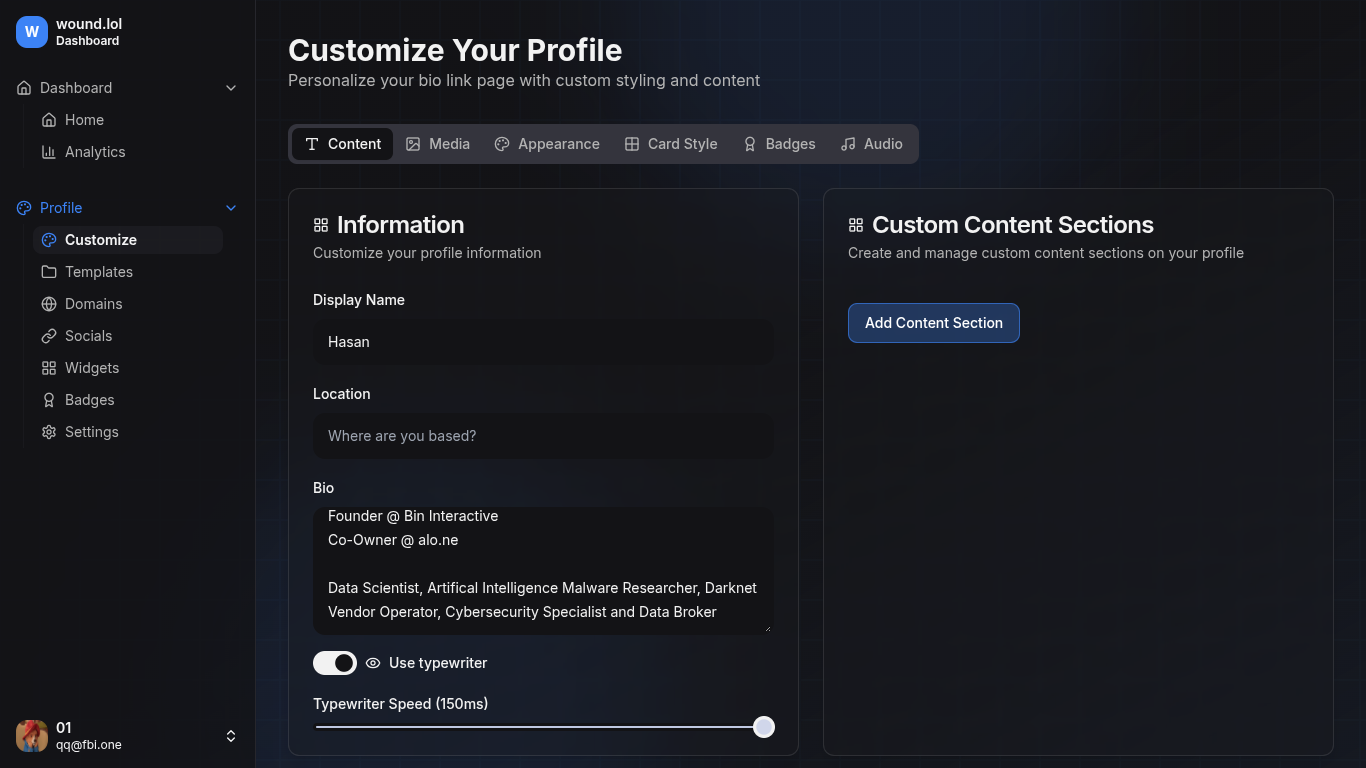 wound.lol
Dashboard
Dashboard
Home
Analytics
Profile
Customize
Templates
Domains
Socials
Widgets
Badges
Settings
01
qq@fbi.one
Customize Your Profile
Personalize your bio link page with custom styling and content
Content
Media
Appearance
Card Style
Badges
Audio
Information
Customize your profile information
Display Name
Hasan
Location
Where are you based?
Bio
Founder @ Bin Interactive
Co-Owner @ alo.ne
Data Scientist, Artifical Intelligence Malware Researcher, Darknet
Vendor Operator, Cybersecurity Specialist and Data Broker
Use typewriter
Typewriter Speed (150ms)
Custom Content Sections
Create and manage custom content sections on your profile
Add Content Section
W